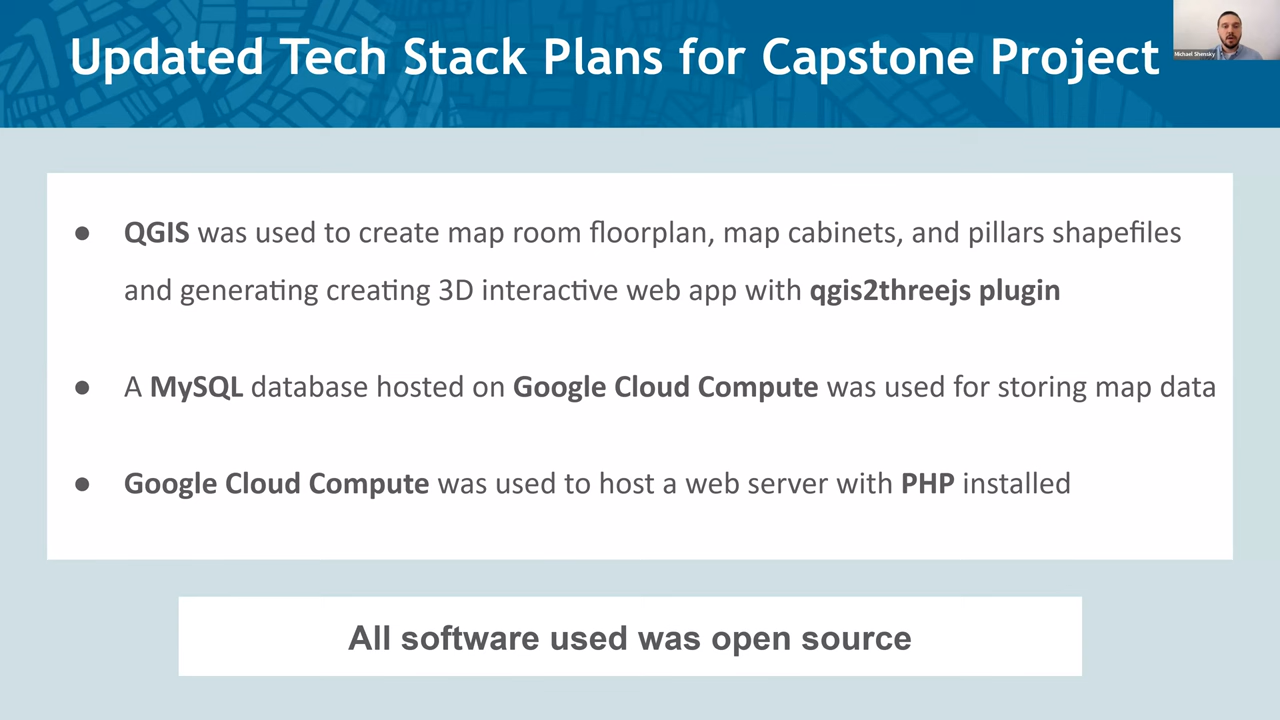 Updated Tech Stack Plans for Capstone Project
Michael Shensky
● QGIS was used to create map room floorplan, map cabinets, and pillars shapefiles
and generating creating 3D interactive web app with qgis2threejs plugin
● A MySQL database hosted on Google Cloud Compute was used for storing map data
● Google Cloud Compute was used to host a web server with PHP installed
All software used was open source